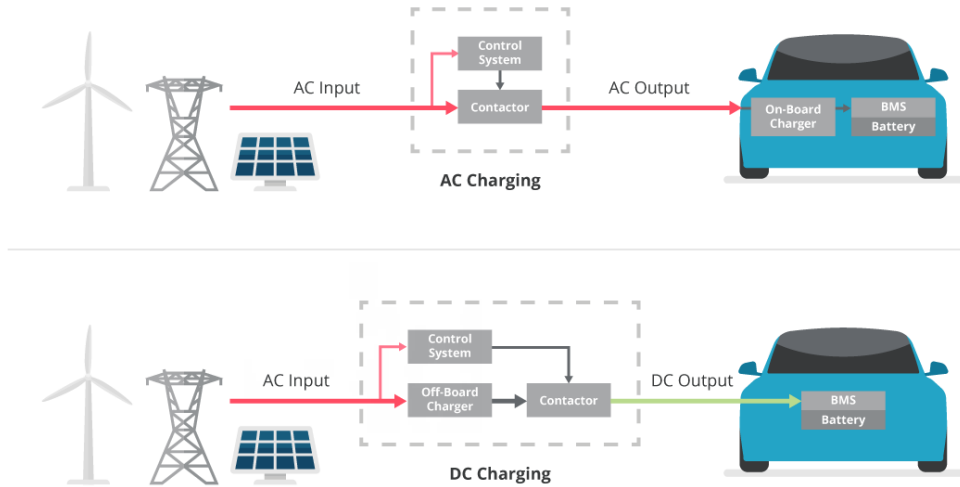 Control
System
AC Input
Contactor
AC Output
On-Board
Charger
BMS
Battery
AC Charging
Control
System
AC Input
Off-Board
Charger
Contactor
DC Output
BMS
Battery
DC Charging